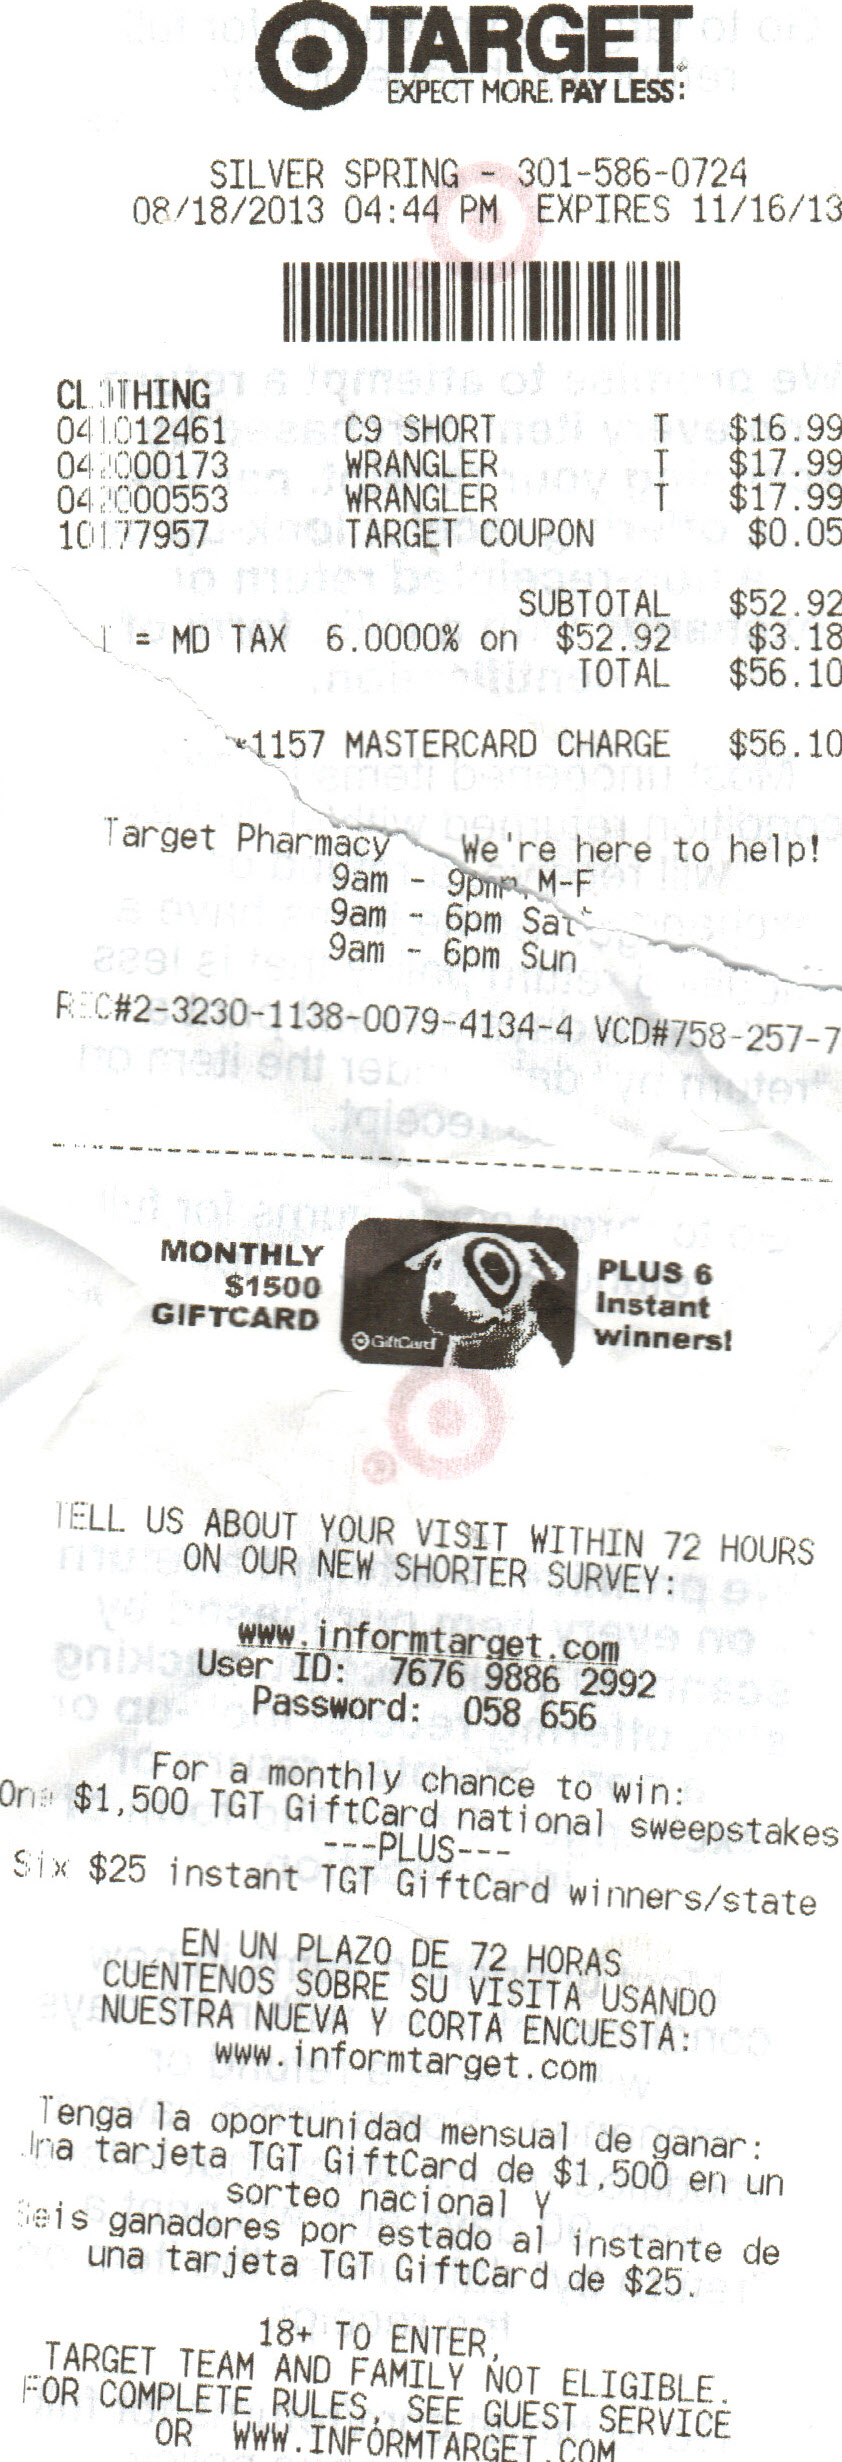 TARGET
EXPECT MORE. PAY LESS.
SILVER SPRING - 301-586-0724
08/18/2013 04:44 PM EXPIRES 11/16/13
CLOTHING
041012461 C9 SHORT T $16.99
042000173 WRANGLER T $17.99
042000553 WRANGLER T $17.99
10177957 TARGET COUPON $0.05
SUBTOTAL $52.92
T = MD TAX 6.0000% on $52.92 $3.18
TOTAL $56.10
*1157 MASTERCARD CHARGE $56.10
Target Pharmacy We're here to help!
9am - 9pm M-F
9am - 6pm Sat
9am - 6pm Sun
REC#2-3230-1138-0079-4134-4 VCD#758-257-7
MONTHLY
$1500
GIFTCARD
GiftCard
PLUS 6
Instant
winners!
TELL US ABOUT YOUR VISIT WITHIN 72 HOURS
ON OUR NEW SHORTER SURVEY:
www.informtarget.com
User ID: 7676 9886 2992
Password: 058 656
For a monthly chance to win:
One $1,500 TGT GiftCard national sweepstakes
---PLUS---
Six $25 instant TGT GiftCard winners/state
EN UN PLAZO DE 72 HORAS
CUÉNTENOS SOBRE SU VISITA USANDO
NUESTRA NUEVA Y CORTA ENCUESTA:
www.informtarget.com
Tenga la oportunidad mensual de ganar:
Una tarjeta TGT GiftCard de $1,500 en un
sorteo nacional Y
Seis ganadores por estado al instante de
una tarjeta TGT GiftCard de $25.
18+ TO ENTER,
TARGET TEAM AND FAMILY NOT ELIGIBLE.
FOR COMPLETE RULES, SEE GUEST SERVICE
OR WWW.INFORMTARGET.COM